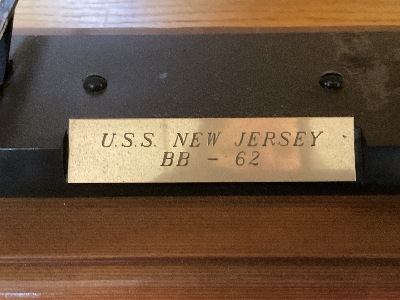 U.S.S. NEW JERSEY
BB - 62